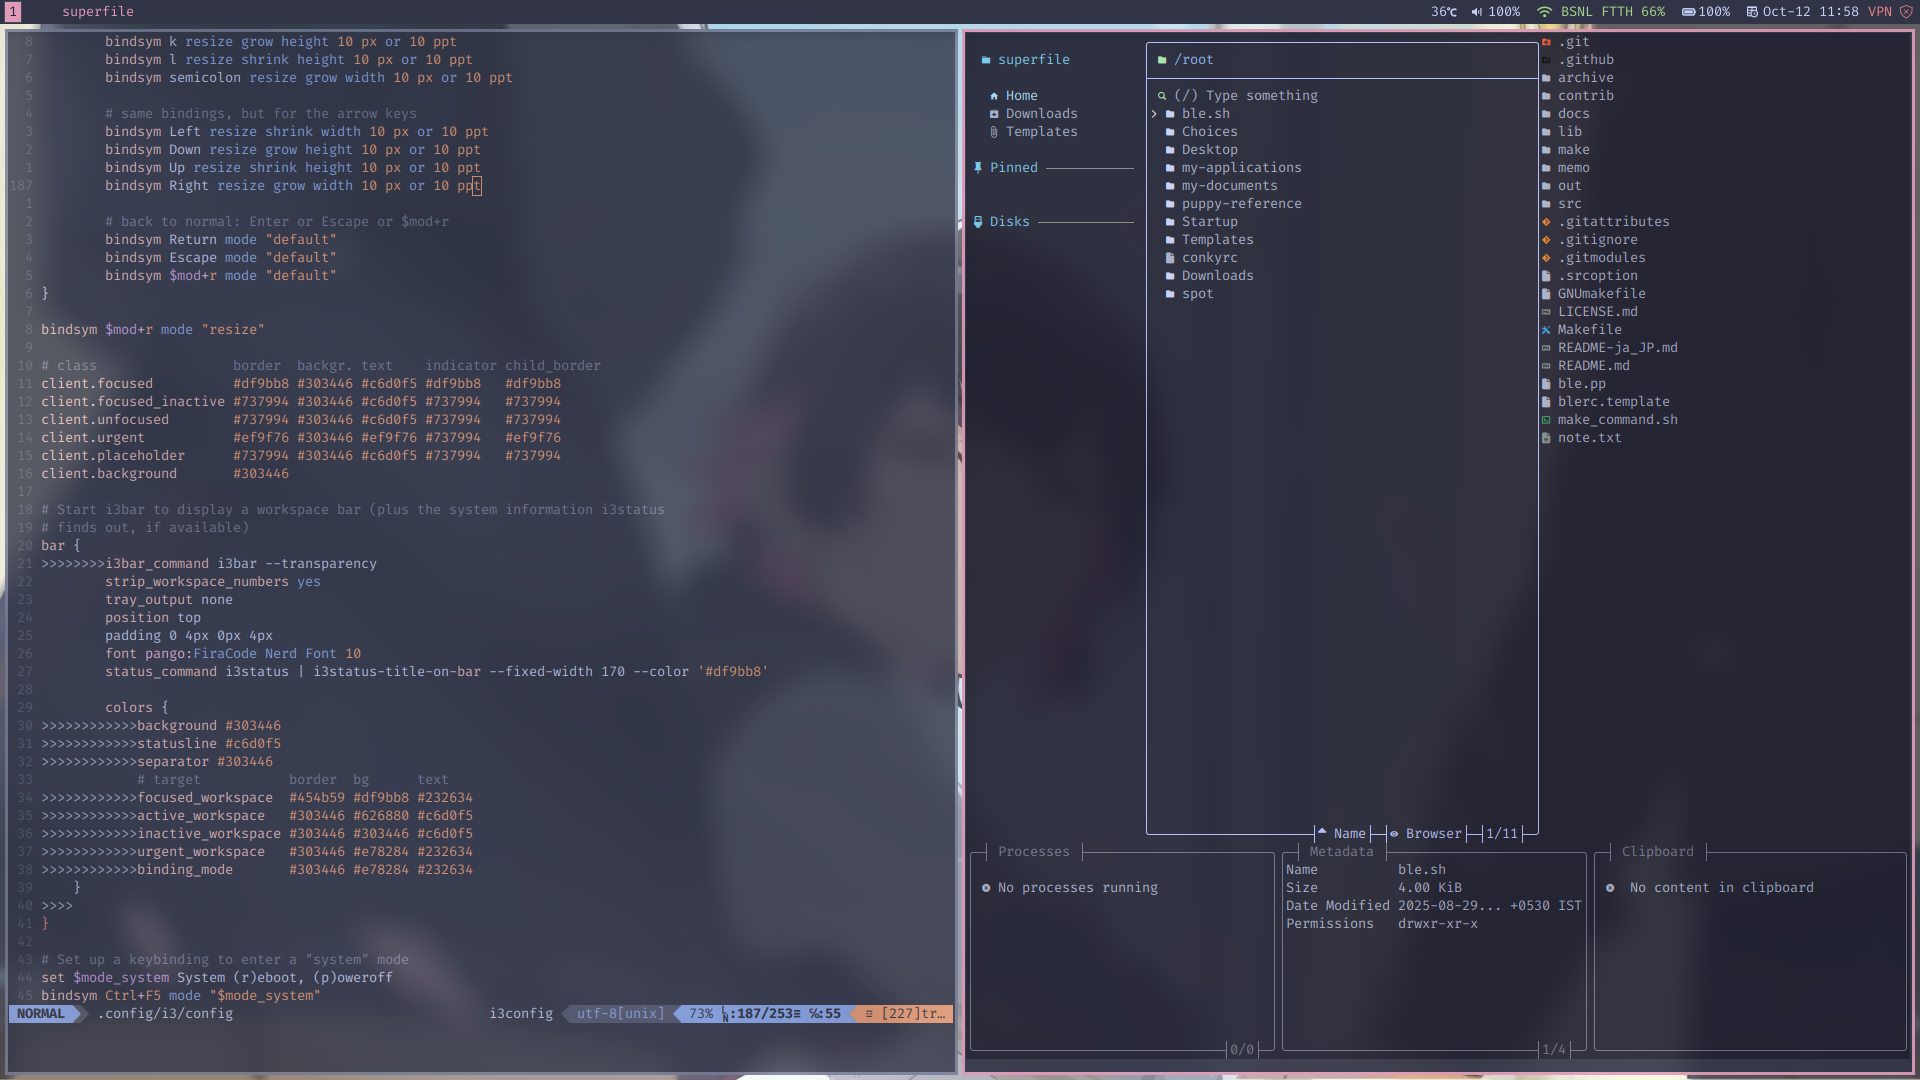 1 superfile 36℃ 100% BSNL FTTH 66% 100% Oct-12 11:58 VPN
8 bindsym k resize grow height 10 px or 10 ppt
7 bindsym l resize shrink height 10 px or 10 ppt
6 bindsym semicolon resize grow width 10 px or 10 ppt
5
4 # same bindings, but for the arrow keys
3 bindsym Left resize shrink width 10 px or 10 ppt
2 bindsym Down resize grow height 10 px or 10 ppt
1 bindsym Up resize shrink height 10 px or 10 ppt
187 bindsym Right resize grow width 10 px or 10 ppt
1
2 # back to normal: Enter or Escape or $mod+r
3 bindsym Return mode "default"
4 bindsym Escape mode "default"
5 bindsym $mod+r mode "default"
6 }
7
8 bindsym $mod+r mode "resize"
9
10 # class border backgr. text indicator child_border
11 client.focused #df9bb8 #303446 #c6d0f5 #df9bb8 #df9bb8
12 client.focused_inactive #737994 #303446 #c6d0f5 #737994 #737994
13 client.unfocused #737994 #303446 #c6d0f5 #737994 #737994
14 client.urgent #ef9f76 #303446 #ef9f76 #737994 #ef9f76
15 client.placeholder #737994 #303446 #c6d0f5 #737994 #737994
16 client.background #303446
17
18 # Start i3bar to display a workspace bar (plus the system information i3status
19 # finds out, if available)
20 bar {
21 >>>>>>>>i3bar_command i3bar --transparency
22 strip_workspace_numbers yes
23 tray_output none
24 position top
25 padding 0 4px 0px 4px
26 font pango:FiraCode Nerd Font 10
27 status_command i3status | i3status-title-on-bar --fixed-width 170 --color '#df9bb8'
28
29 colors {
30 >>>>>>>>>>>>background #303446
31 >>>>>>>>>>>>statusline #c6d0f5
32 >>>>>>>>>>>>separator #303446
33 # target border bg text
34 >>>>>>>>>>>>focused_workspace #454b59 #df9bb8 #232634
35 >>>>>>>>>>>>active_workspace #303446 #626880 #c6d0f5
36 >>>>>>>>>>>>inactive_workspace #303446 #303446 #c6d0f5
37 >>>>>>>>>>>>urgent_workspace #303446 #e78284 #232634
38 >>>>>>>>>>>>binding_mode #303446 #e78284 #232634
39 }
40 >>>>
41 }
42
43 # Set up a keybinding to enter a "system" mode
44 set $mode_system System (r)eboot, (p)oweroff
45 bindsym Ctrl+F5 mode "$mode_system"
NORMAL .config/i3/config i3config utf-8[unix] 73% ㏑:187/253≡ ℅:55 ≡ [227]tr…
superfile
Home
Downloads
Templates
Pinned
Disks
/root
(/) Type something
> ble.sh
Choices
Desktop
my-applications
my-documents
puppy-reference
Startup
Templates
conkyrc
Downloads
spot
Name Browser 1/11
.git
.github
archive
contrib
docs
lib
make
memo
out
src
.gitattributes
.gitignore
.gitmodules
.srcoption
GNUmakefile
LICENSE.md
Makefile
README-ja_JP.md
README.md
ble.pp
blerc.template
make_command.sh
note.txt
Processes
No processes running
0/0
Metadata
Name ble.sh
Size 4.00 KiB
Date Modified 2025-08-29... +0530 IST
Permissions drwxr-xr-x
1/4
Clipboard
No content in clipboard